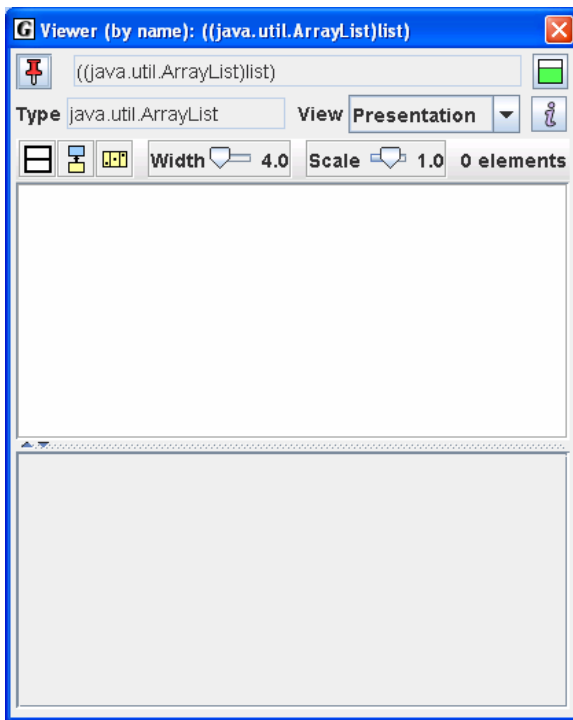 G Viewer (by name): ((java.util.ArrayList)list)
((java.util.ArrayList)list)
Type java.util.ArrayList View Presentation i
Width 4.0 Scale 1.0 0 elements